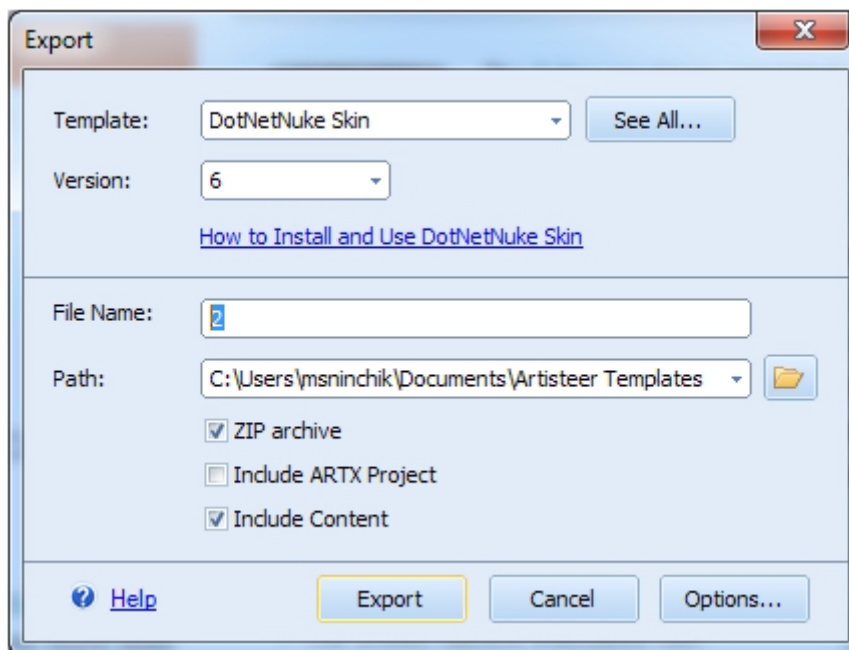 Export
Template: DotNetNuke Skin See All...
Version: 6
How to Install and Use DotNetNuke Skin
File Name: 2
Path: C:\Users\msninchik\Documents\Artisteer Templates
ZIP archive
Include ARTX Project
Include Content
Help Export Cancel Options...